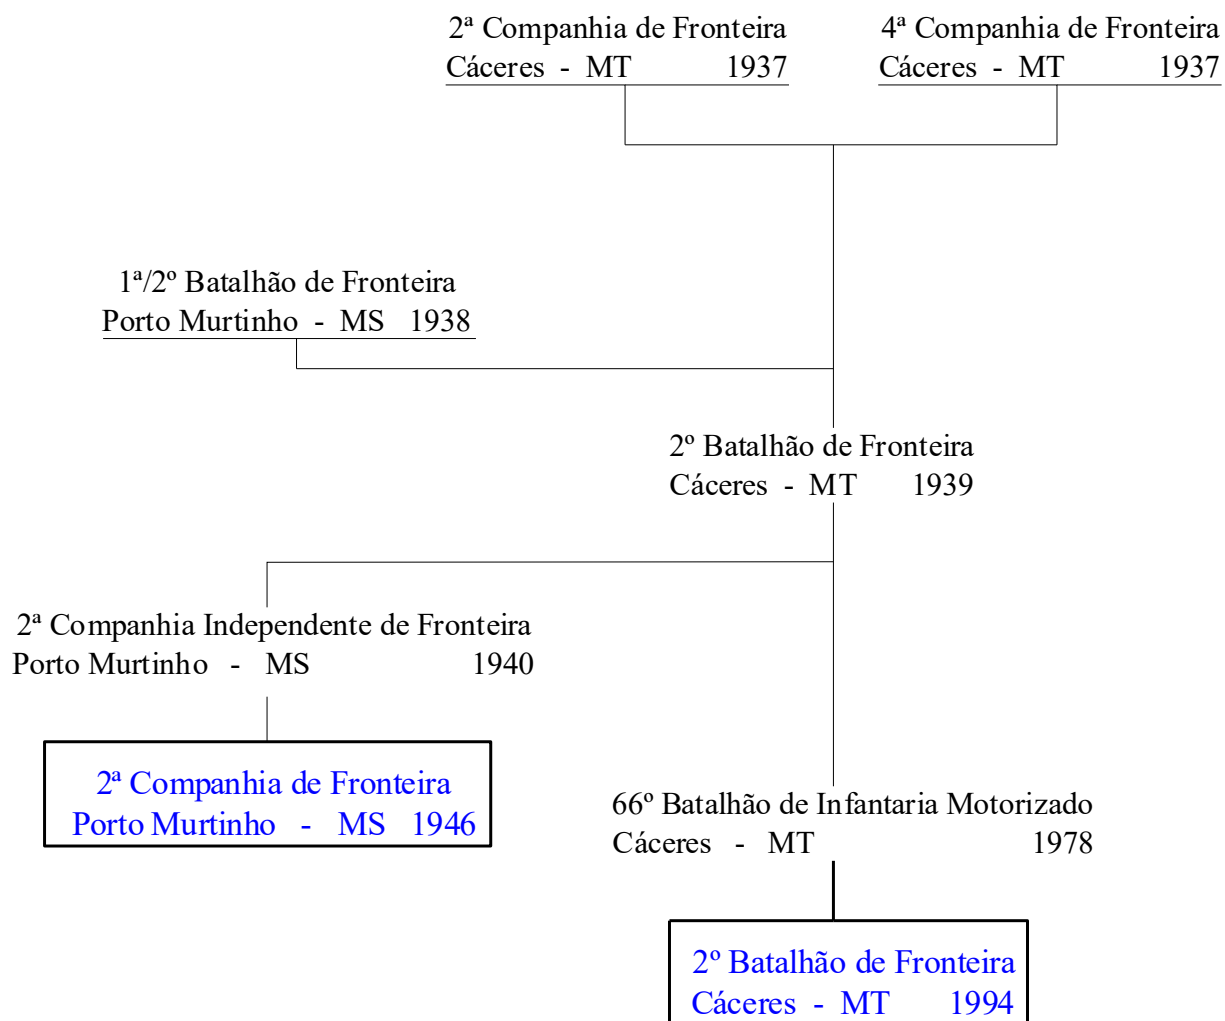 2ª Companhia de Fronteira
Cáceres - MT 1937
4ª Companhia de Fronteira
Cáceres - MT 1937
1ª/2º Batalhão de Fronteira
Porto Murtinho - MS 1938
2º Batalhão de Fronteira
Cáceres - MT 1939
2ª Companhia Independente de Fronteira
Porto Murtinho - MS 1940
2ª Companhia de Fronteira
Porto Murtinho - MS 1946
66º Batalhão de Infantaria Motorizado
Cáceres - MT 1978
2º Batalhão de Fronteira
Cáceres - MT 1994